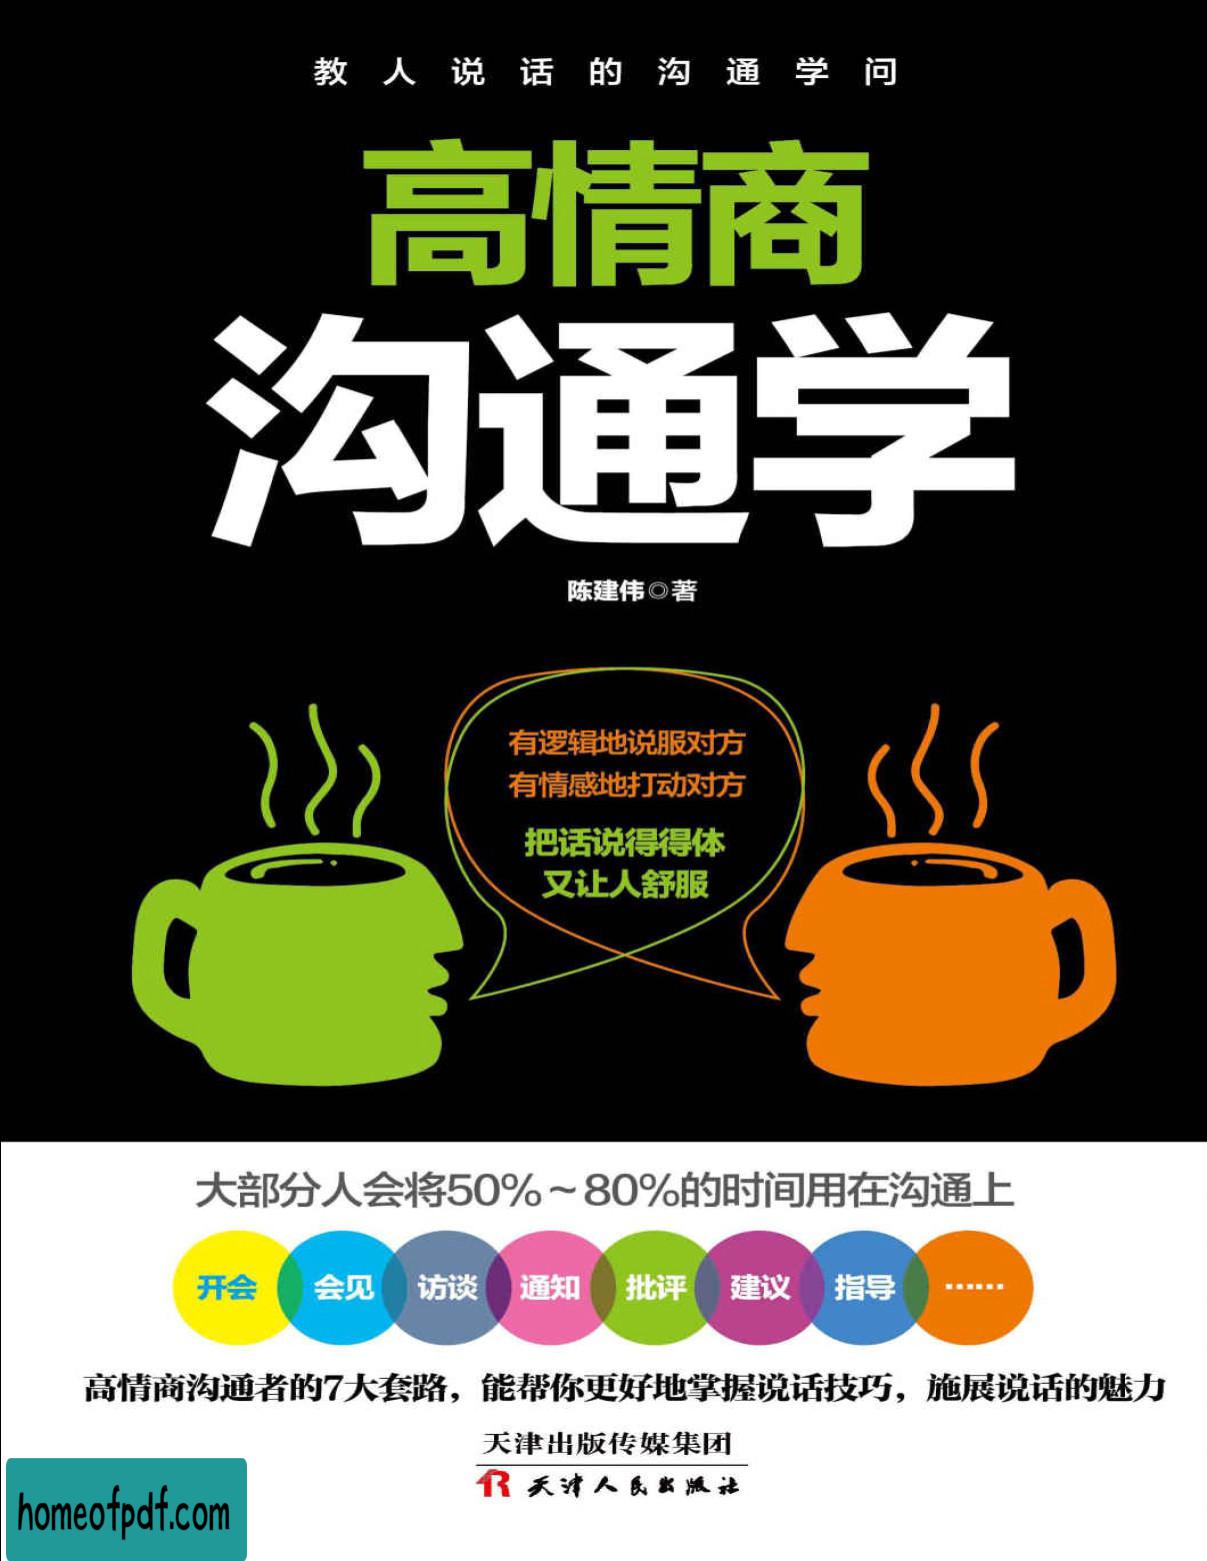 教人说话的沟通学问
高情商
沟通学
陈建伟◎著
有逻辑地说服对方
有情感地打动对方
把话说得得体
又让人舒服
大部分人会将50%~80%的时间用在沟通上
开会 会见 访谈 通知 批评 建议 指导 ……
高情商沟通者的7大套路，能帮你更好地掌握说话技巧，施展说话的魅力
天津出版传媒集团
天津人民出版社
homeofpdf.com